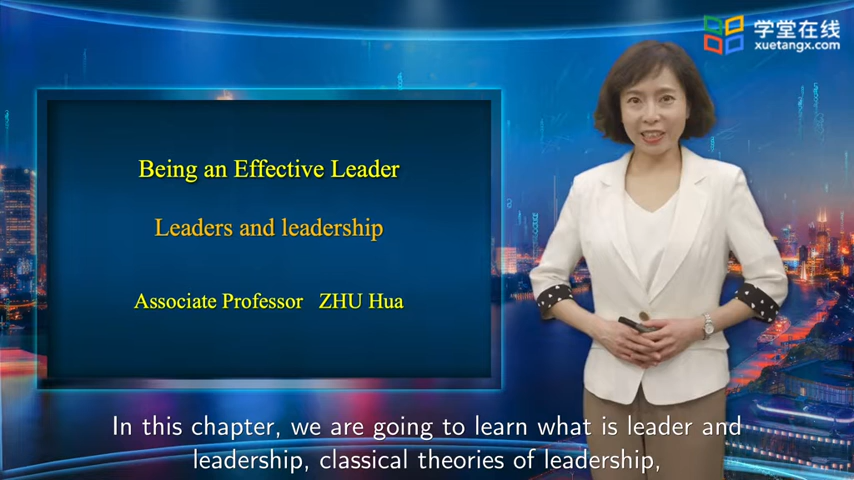 学堂在线
xuetangx.com
Being an Effective Leader
Leaders and leadership
Associate Professor ZHU Hua
In this chapter, we are going to learn what is leader and
leadership, classical theories of leadership,